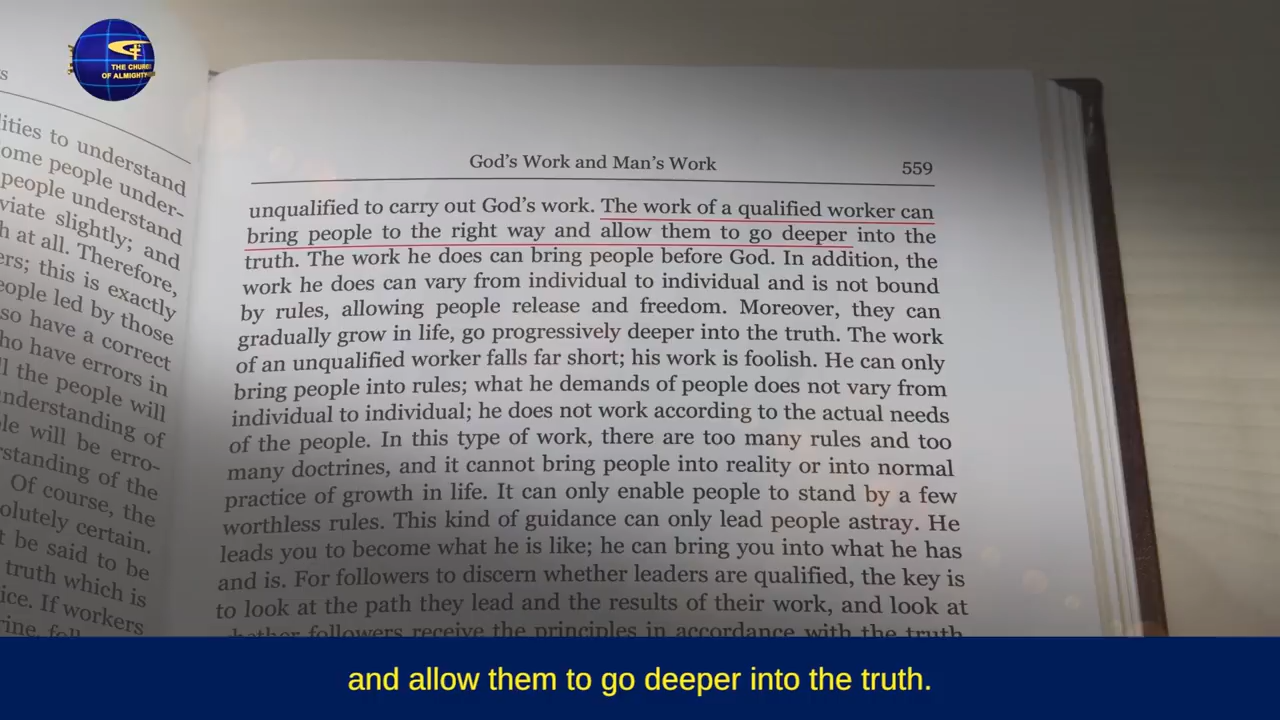 THE CHURCH
OF ALMIGHTY
s
lities to understand
ome people under-
people understand
viate slightly; and
h at all. Therefore,
ers; this is exactly
eople led by those
so have a correct
ho have errors in
ll the people will
nderstanding of
le will be erro-
rstanding of the
Of course, the
olutely certain.
t be said to be
truth which is
ice. If workers
God's Work and Man's Work 559
unqualified to carry out God's work. The work of a qualified worker can
bring people to the right way and allow them to go deeper into the
truth. The work he does can bring people before God. In addition, the
work he does can vary from individual to individual and is not bound
by rules, allowing people release and freedom. Moreover, they can
gradually grow in life, go progressively deeper into the truth. The work
of an unqualified worker falls far short; his work is foolish. He can only
bring people into rules; what he demands of people does not vary from
individual to individual; he does not work according to the actual needs
of the people. In this type of work, there are too many rules and too
many doctrines, and it cannot bring people into reality or into normal
practice of growth in life. It can only enable people to stand by a few
worthless rules. This kind of guidance can only lead people astray. He
leads you to become what he is like; he can bring you into what he has
and is. For followers to discern whether leaders are qualified, the key is
to look at the path they lead and the results of their work, and look at
whether followers receive the principles in accordance with the truth
and allow them to go deeper into the truth.